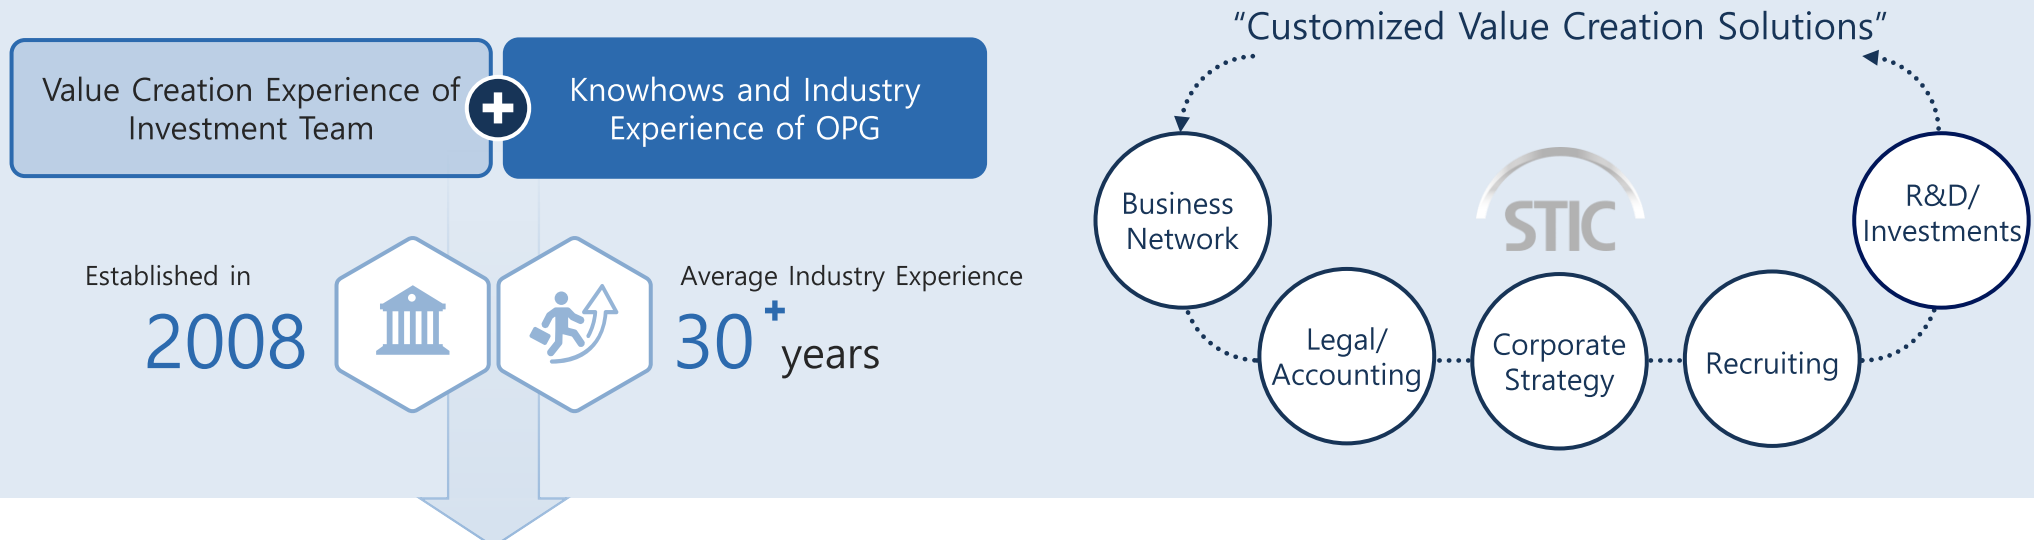 Value Creation Experience of
Investment Team
Knowhows and Industry
Experience of OPG
Established in
2008
Average Industry Experience
30+
years
“Customized Value Creation Solutions”
Business
Network
STIC
R&D/
Investments
Legal/
Accounting
Corporate
Strategy
Recruiting